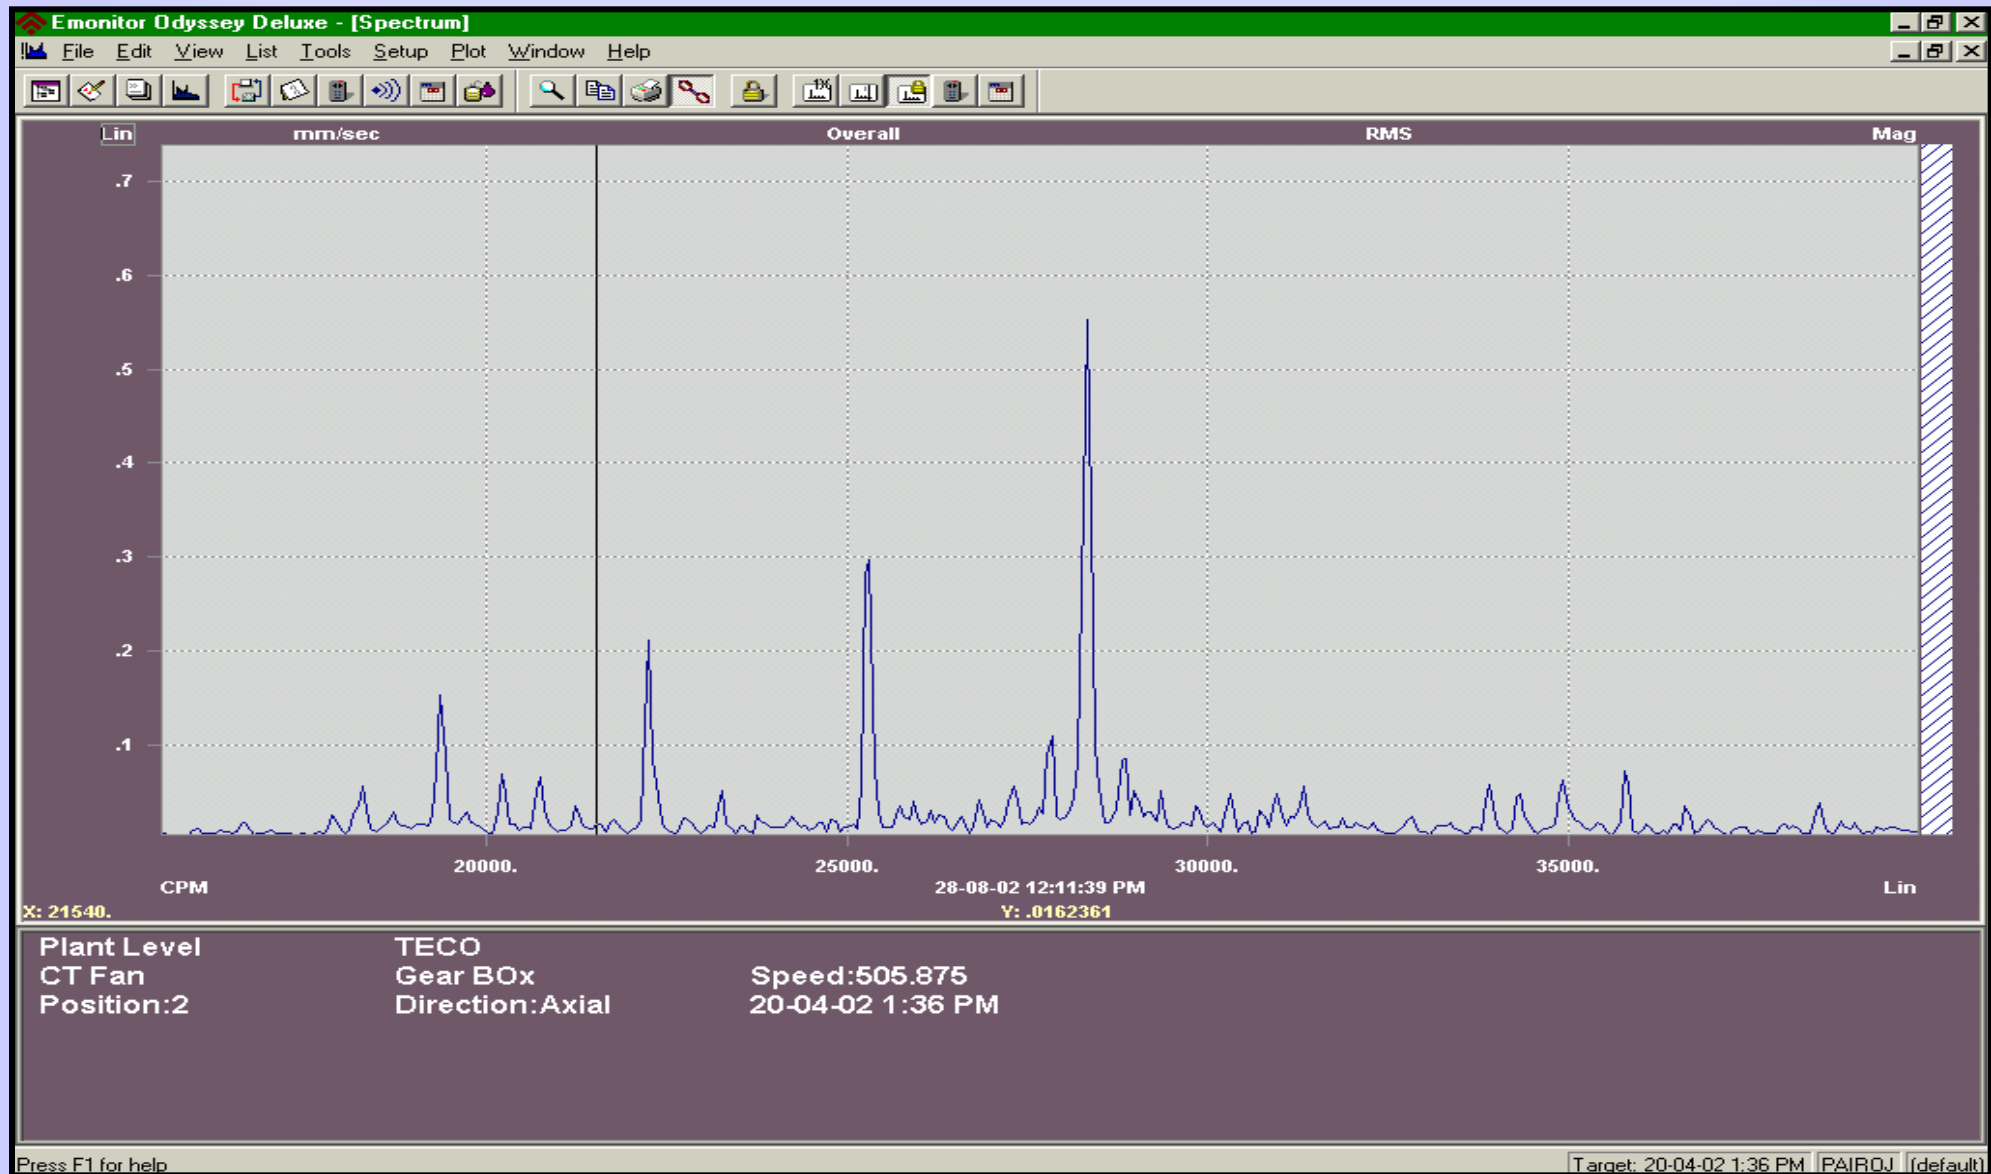 Emonitor Odyssey Deluxe - [Spectrum]
File Edit View List Tools Setup Plot Window Help
Lin mm/sec Overall RMS Mag
.7
.6
.5
.4
.3
.2
.1
20000. 25000. 30000. 35000.
CPM 28-08-02 12:11:39 PM Lin
X: 21540. Y: .0162361
Plant Level TECO
CT Fan Gear BOx Speed:505.875
Position:2 Direction:Axial 20-04-02 1:36 PM
Press F1 for help Target: 20-04-02 1:36 PM PAIROJ (default)